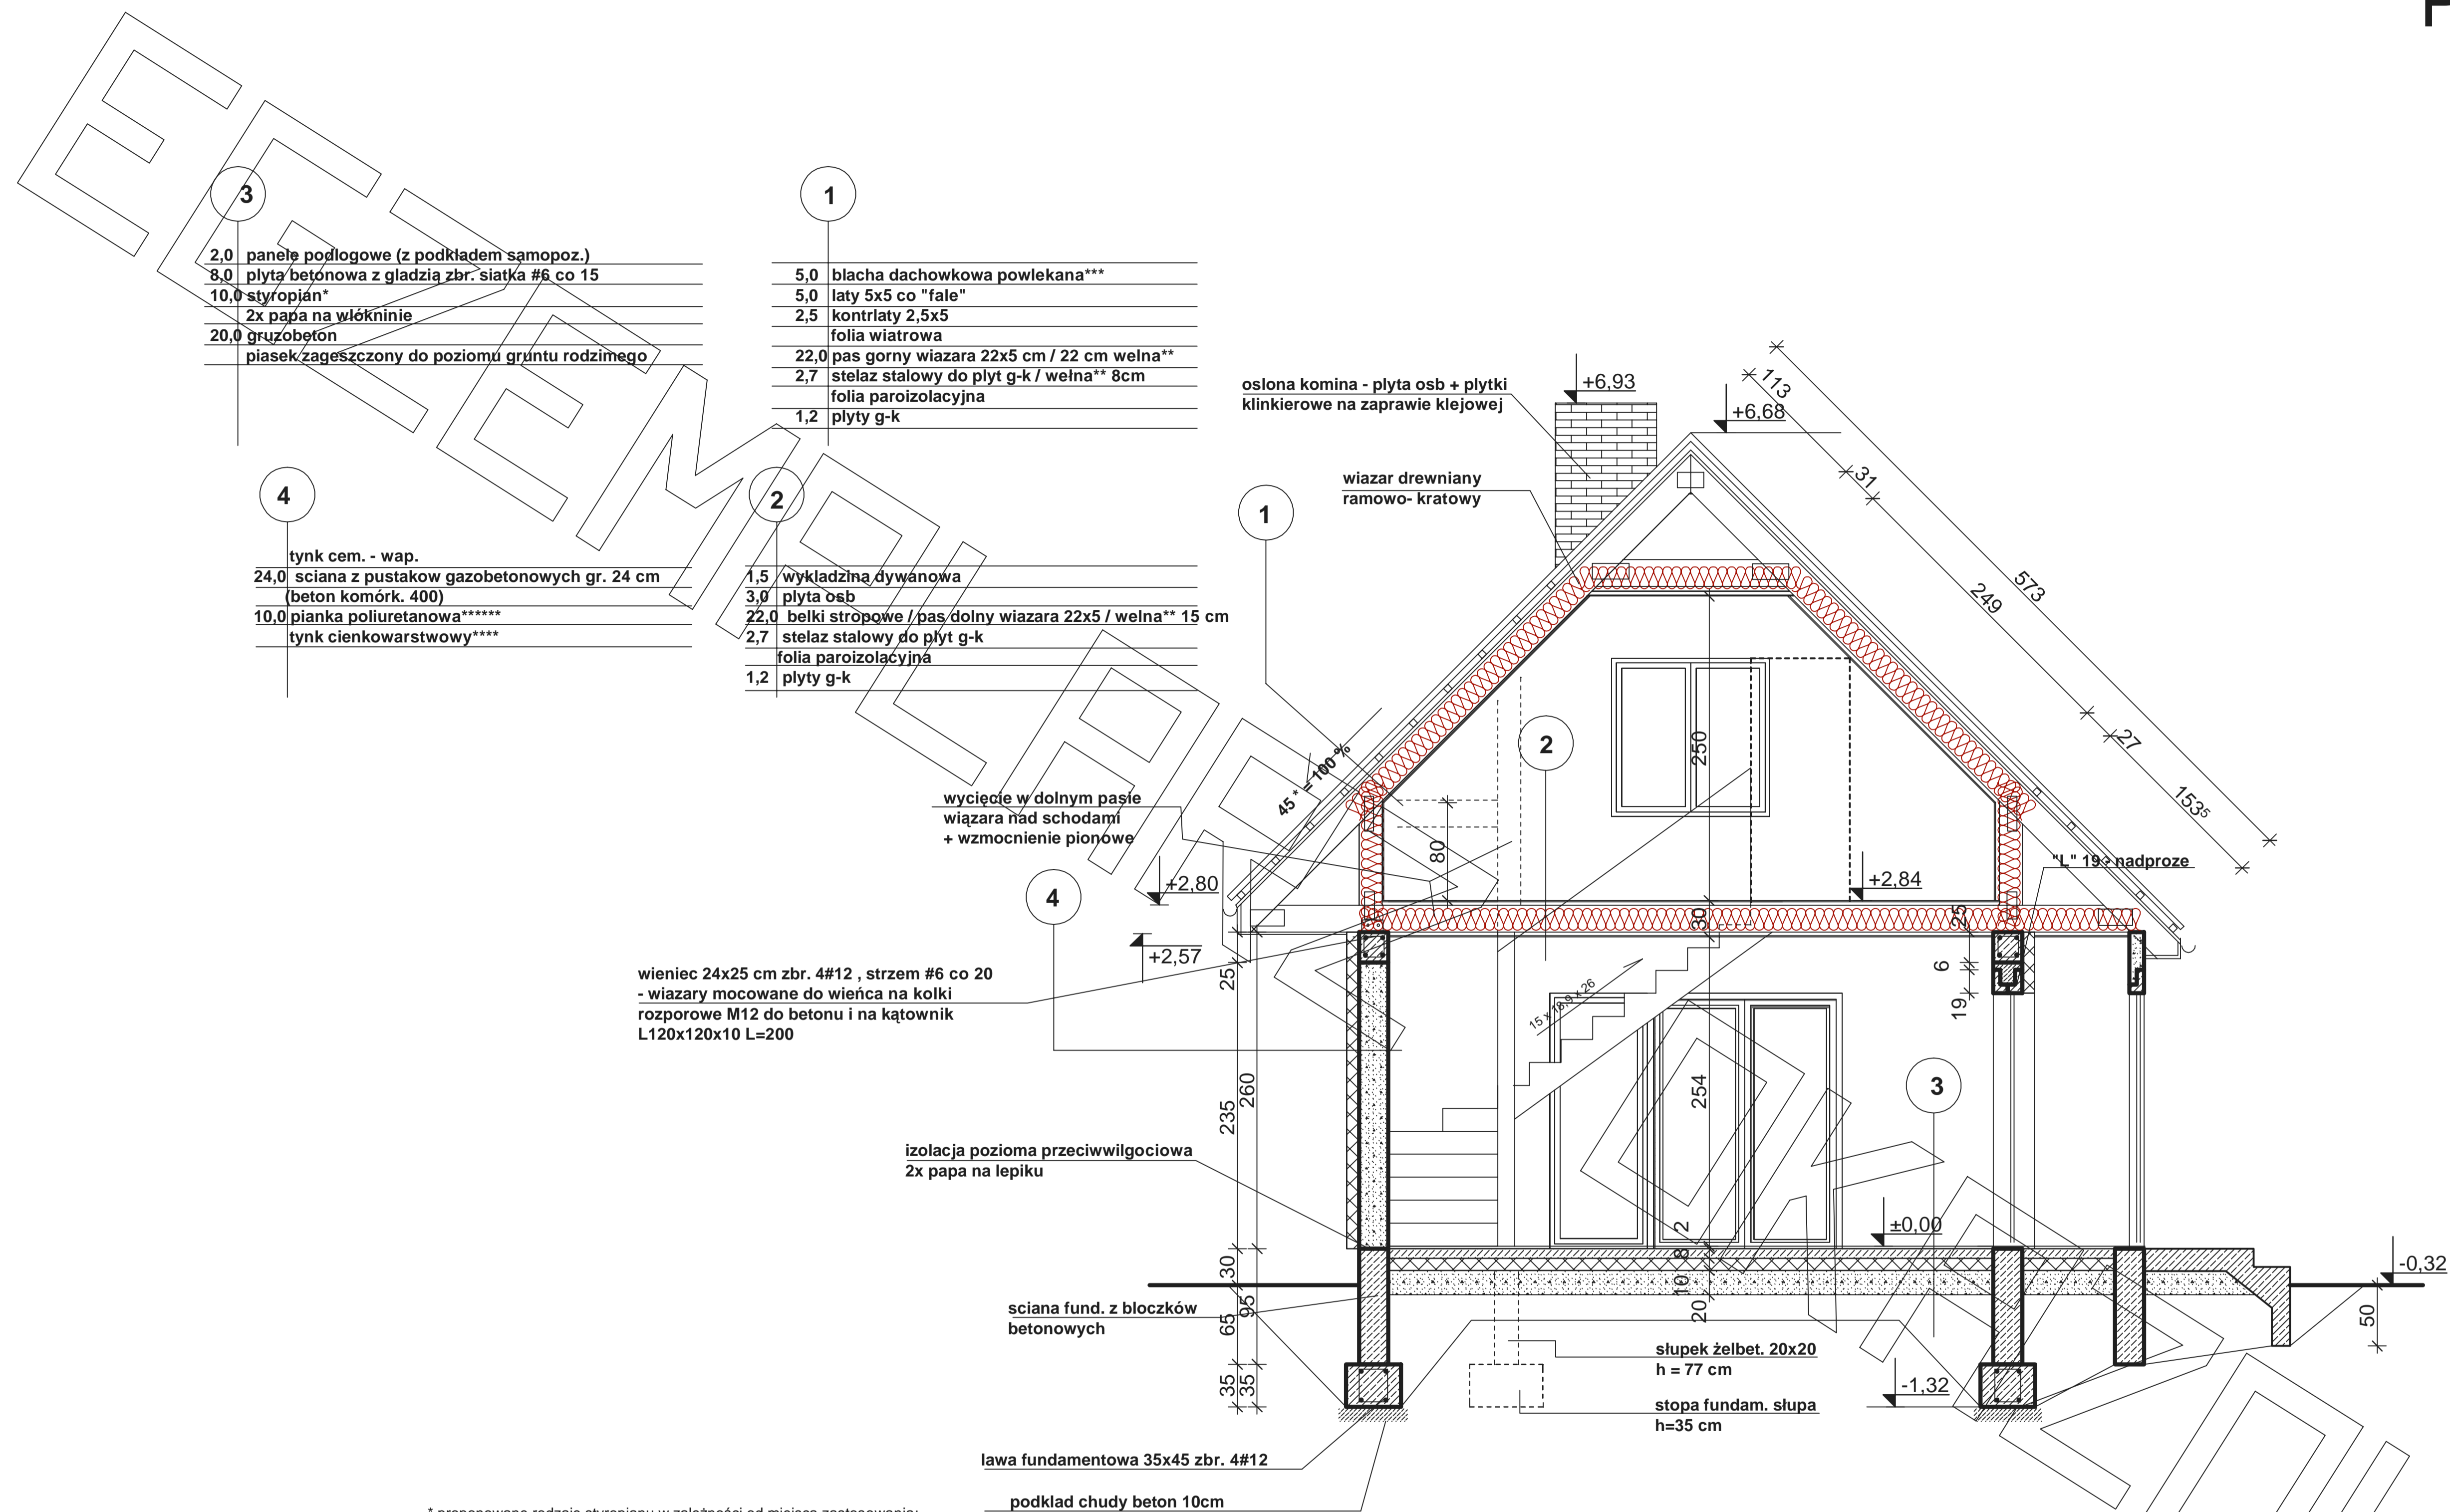 3
2,0 panele podlogowe (z podkladem samopoz.)
8,0 plyta betonowa z gladzią zbr. siatka #6 co 15
10,0 styropian*
2x papa na wlókninie
20,0 gruzobeton
piasek zageszczony do poziomu gruntu rodzimego
1
5,0 blacha dachowkowa powlekana***
5,0 laty 5x5 co "fale"
2,5 kontrlaty 2,5x5
folia wiatrowa
22,0 pas gorny wiazara 22x5 cm / 22 cm welna**
2,7 stelaz stalowy do plyt g-k / wełna** 8cm
folia paroizolacyjna
1,2 plyty g-k
4
tynk cem. - wap.
24,0 sciana z pustakow gazobetonowych gr. 24 cm
(beton komórk. 400)
10,0 pianka poliuretanowa******
tynk cienkowarstwowy****
2
1,5 wykladzina dywanowa
3,0 plyta osb
22,0 belki stropowe / pas dolny wiazara 22x5 / welna** 15 cm
2,7 stelaz stalowy do plyt g-k
folia paroizolacyjna
1,2 plyty g-k
oslona komina - plyta osb + plytki
klinkierowe na zaprawie klejowej
wiazar drewniany
ramowo- kratowy
1
+6,93
+6,68
113
31
249
573
27
153⁵
45 ° = 100 %
2
250
80
30
+2,84
"L" 19 - nadproze
wycięcie w dolnym pasie
wiązara nad schodami
+ wzmocnienie pionowe
4
+2,80
+2,57
wieniec 24x25 cm zbr. 4#12 , strzem #6 co 20
- wiazary mocowane do wieńca na kolki
rozporowe M12 do betonu i na kątownik
L120x120x10 L=200
25
235
260
25
6
19
15 x 18,9 x 26
254
3
izolacja pozioma przeciwwilgociowa
2x papa na lepiku
±0,00
-0,32
2
8
10
20
30
65
95
35
35
50
sciana fund. z bloczków
betonowych
słupek żelbet. 20x20
h = 77 cm
stopa fundam. słupa
h=35 cm
-1,32
lawa fundamentowa 35x45 zbr. 4#12
podklad chudy beton 10cm